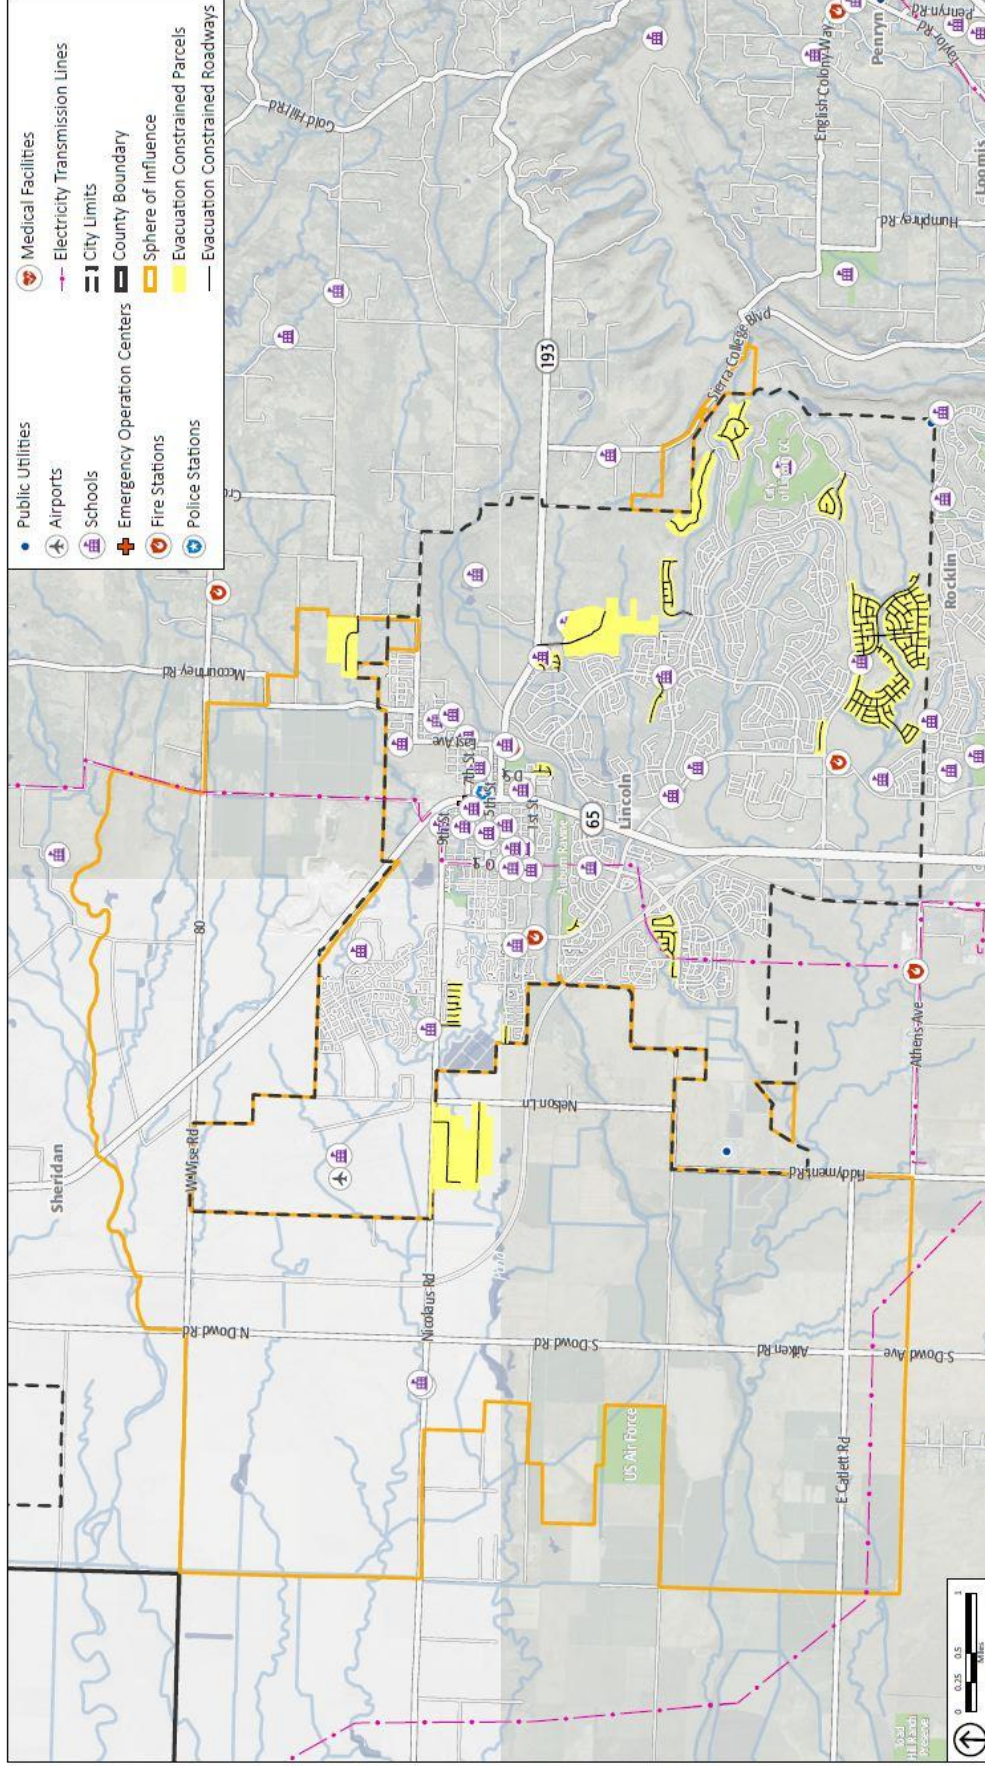 Public Utilities
Airports
Schools
Emergency Operation Centers
Fire Stations
Police Stations
Medical Facilities
Electricity Transmission Lines
City Limits
County Boundary
Sphere of Influence
Evacuation Constrained Parcels
Evacuation Constrained Roadways
Sheridan
W Wise Rd
80
Mccourtney Rd
Gold Hill Rd
N Dowd Rd
Nicolaus Rd
9th St
7th St
5th St
1st St
East Ave
O St
193
65
Lincoln
Auburn Ravine
Nelson Ln
S Dowd Rd
US Air Force
Aitken Rd
Fiddyment Rd
E Catlett Rd
S Dowd Ave
Athens Ave
Rocklin
Sierra College Blvd
English Colony Way
Humphrey Rd
Penryn
Penryn Rd
Taylor Rd
Loomis
Toad
Hill Ranch
Preserve
0 0.25 0.5 1
Miles